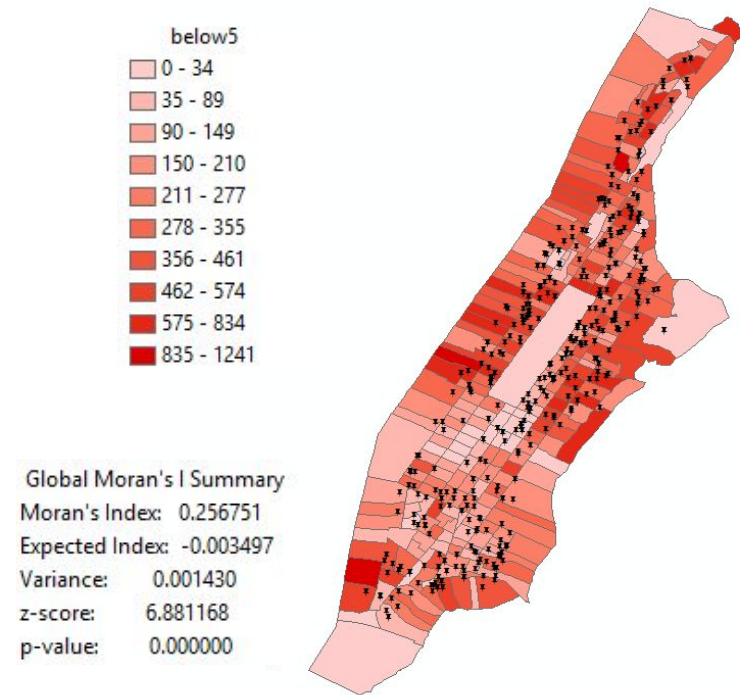 below5
0 - 34
35 - 89
90 - 149
150 - 210
211 - 277
278 - 355
356 - 461
462 - 574
575 - 834
835 - 1241
Global Moran's I Summary
Moran's Index: 0.256751
Expected Index: -0.003497
Variance: 0.001430
z-score: 6.881168
p-value: 0.000000